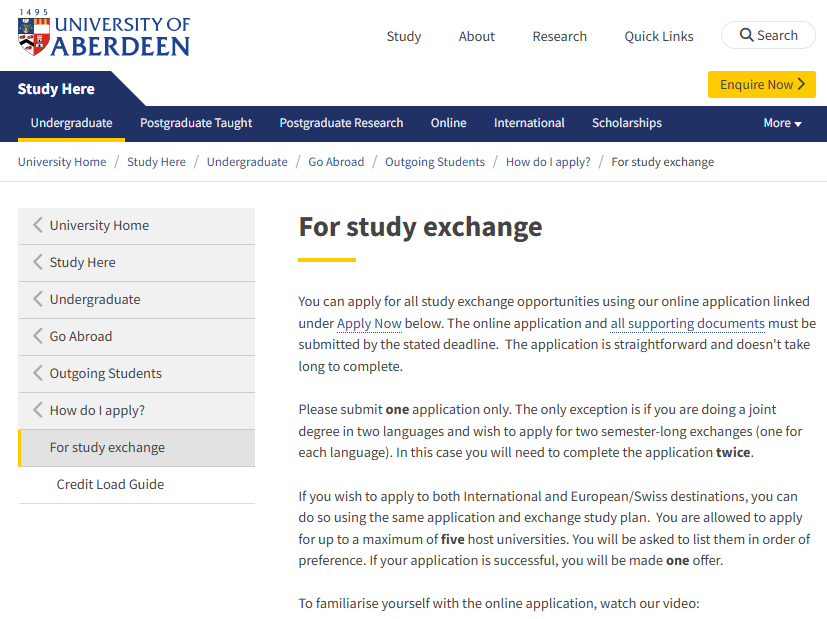 1495
UNIVERSITY OF
ABERDEEN
Study
About
Research
Quick Links
Search
Study Here
Enquire Now
Undergraduate
Postgraduate Taught
Postgraduate Research
Online
International
Scholarships
More
University Home / Study Here / Undergraduate / Go Abroad / Outgoing Students / How do I apply? / For study exchange
University Home
Study Here
Undergraduate
Go Abroad
Outgoing Students
How do I apply?
For study exchange
Credit Load Guide
For study exchange
You can apply for all study exchange opportunities using our online application linked
under Apply Now below. The online application and all supporting documents must be
submitted by the stated deadline.  The application is straightforward and doesn't take
long to complete.
Please submit one application only. The only exception is if you are doing a joint
degree in two languages and wish to apply for two semester-long exchanges (one for
each language). In this case you will need to complete the application twice.
If you wish to apply to both International and European/Swiss destinations, you can
do so using the same application and exchange study plan.  You are allowed to apply
for up to a maximum of five host universities. You will be asked to list them in order of
preference. If your application is successful, you will be made one offer.
To familiarise yourself with the online application, watch our video: